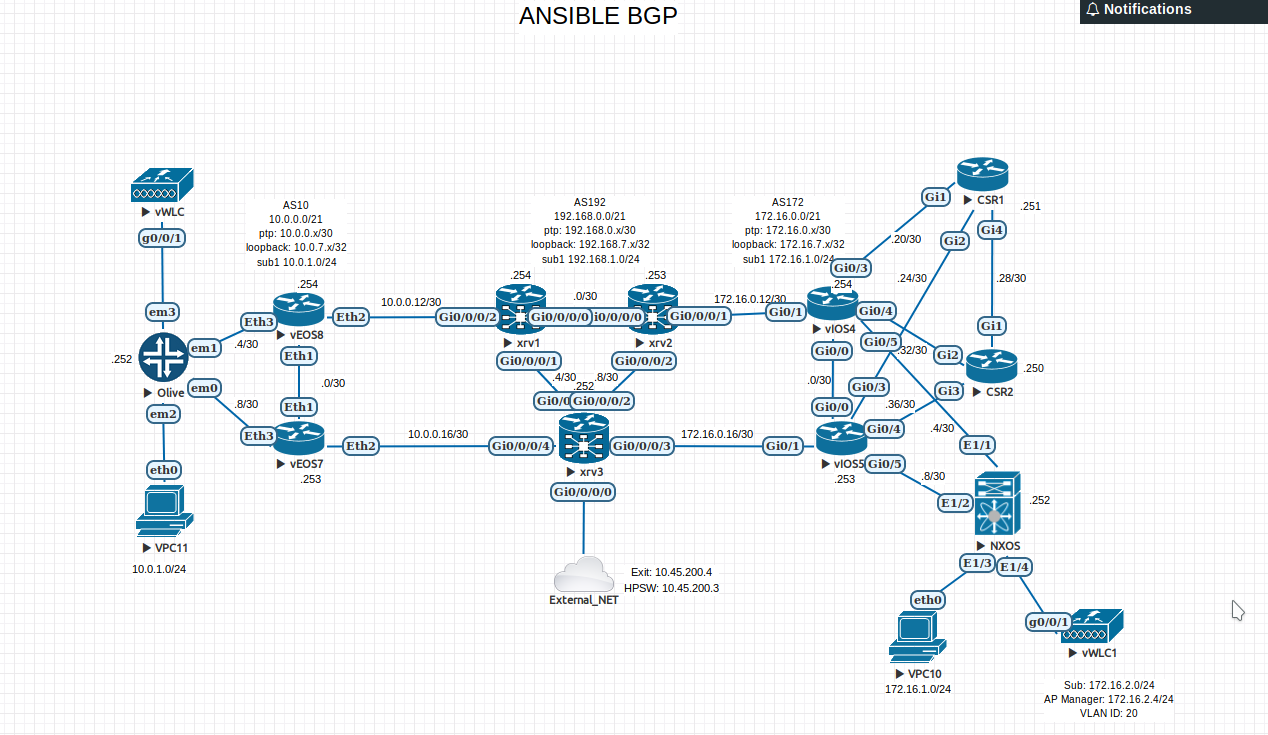 ANSIBLE BGP
Notifications
vWLC
g0/0/1
em3
.252
Olive
em1
em0
em2
eth0
VPC11
10.0.1.0/24
AS10
10.0.0.0/21
ptp: 10.0.0.x/30
loopback: 10.0.7.x/32
sub1 10.0.1.0/24
.254
Eth3
vEOS8
Eth2
.4/30
Eth1
.0/30
Eth1
.8/30
Eth3
vEOS7
.253
Eth2
10.0.0.12/30
10.0.0.16/30
AS192
192.168.0.0/21
ptp: 192.168.0.x/30
loopback: 192.168.7.x/32
sub1 192.168.1.0/24
.254
.253
Gi0/0/0/2
Gi0/0/0/0
.0/30
i0/0/0/0
Gi0/0/0/1
xrv1
xrv2
Gi0/0/0/1
Gi0/0/0/2
.4/30
.8/30
.252
Gi0/0
Gi0/0/0/2
Gi0/0/0/4
Gi0/0/0/3
xrv3
Gi0/0/0/0
External_NET
Exit: 10.45.200.4
HPSW: 10.45.200.3
AS172
172.16.0.0/21
ptp: 172.16.0.x/30
loopback: 172.16.7.x/32
sub1 172.16.1.0/24
172.16.0.12/30
172.16.0.16/30
Gi0/3
.254
Gi0/1
vIOS4
Gi0/4
Gi0/5
Gi0/0
.0/30
Gi0/0
Gi0/3
Gi0/1
vIOS5
.253
Gi0/4
Gi0/5
Gi1
CSR1
.251
Gi2
Gi4
.20/30
.24/30
.28/30
.32/30
Gi1
Gi2
Gi3
CSR2
.250
.36/30
.4/30
.8/30
E1/1
E1/2
.252
NXOS
E1/3
E1/4
eth0
VPC10
172.16.1.0/24
g0/0/1
vWLC1
Sub: 172.16.2.0/24
AP Manager: 172.16.2.4/24
VLAN ID: 20